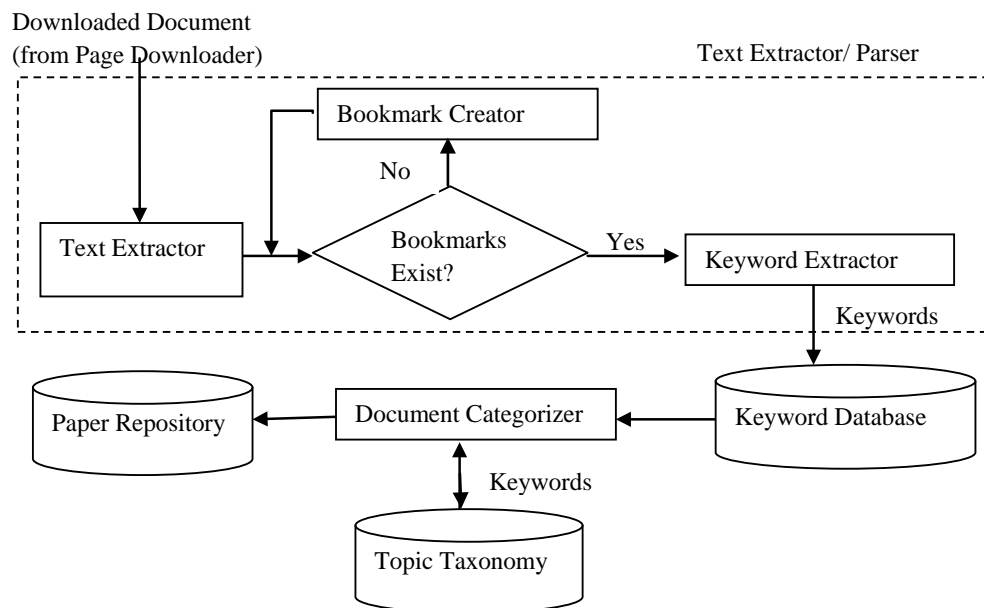 Downloaded Document
(from Page Downloader)
Text Extractor/ Parser
Bookmark Creator
No
Text Extractor
Bookmarks
Exist?
Yes
Keyword Extractor
Keywords
Paper Repository
Document Categorizer
Keyword Database
Keywords
Topic Taxonomy